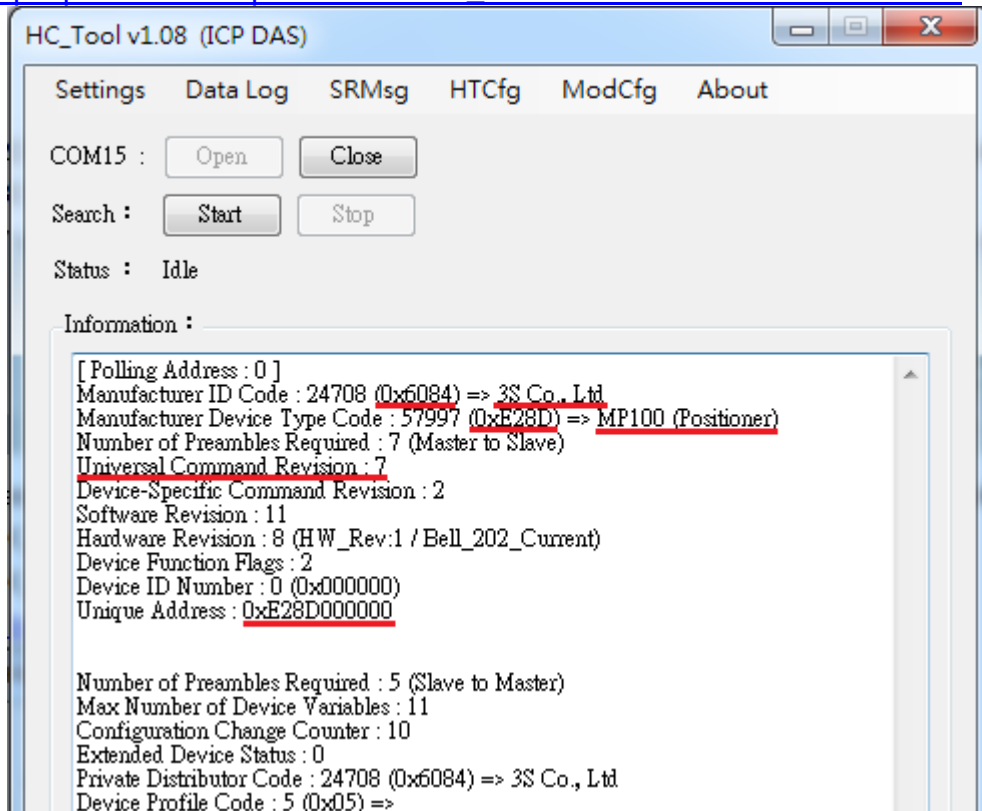 HC_Tool v1.08 (ICP DAS)
Settings Data Log SRMsg HTCfg ModCfg About
COM15 : Open Close
Search : Start Stop
Status : Idle
Information :
[ Polling Address : 0 ]
Manufacturer ID Code : 24708 (0x6084) => 3S Co., Ltd
Manufacturer Device Type Code : 57997 (0xE28D) => MP100 (Positioner)
Number of Preambles Required : 7 (Master to Slave)
Universal Command Revision : 7
Device-Specific Command Revision : 2
Software Revision : 11
Hardware Revision : 8 (HW_Rev:1 / Bell_202_Current)
Device Function Flags : 2
Device ID Number : 0 (0x000000)
Unique Address : 0xE28D000000
Number of Preambles Required : 5 (Slave to Master)
Max Number of Device Variables : 11
Configuration Change Counter : 10
Extended Device Status : 0
Private Distributor Code : 24708 (0x6084) => 3S Co., Ltd
Device Profile Code : 5 (0x05) =>